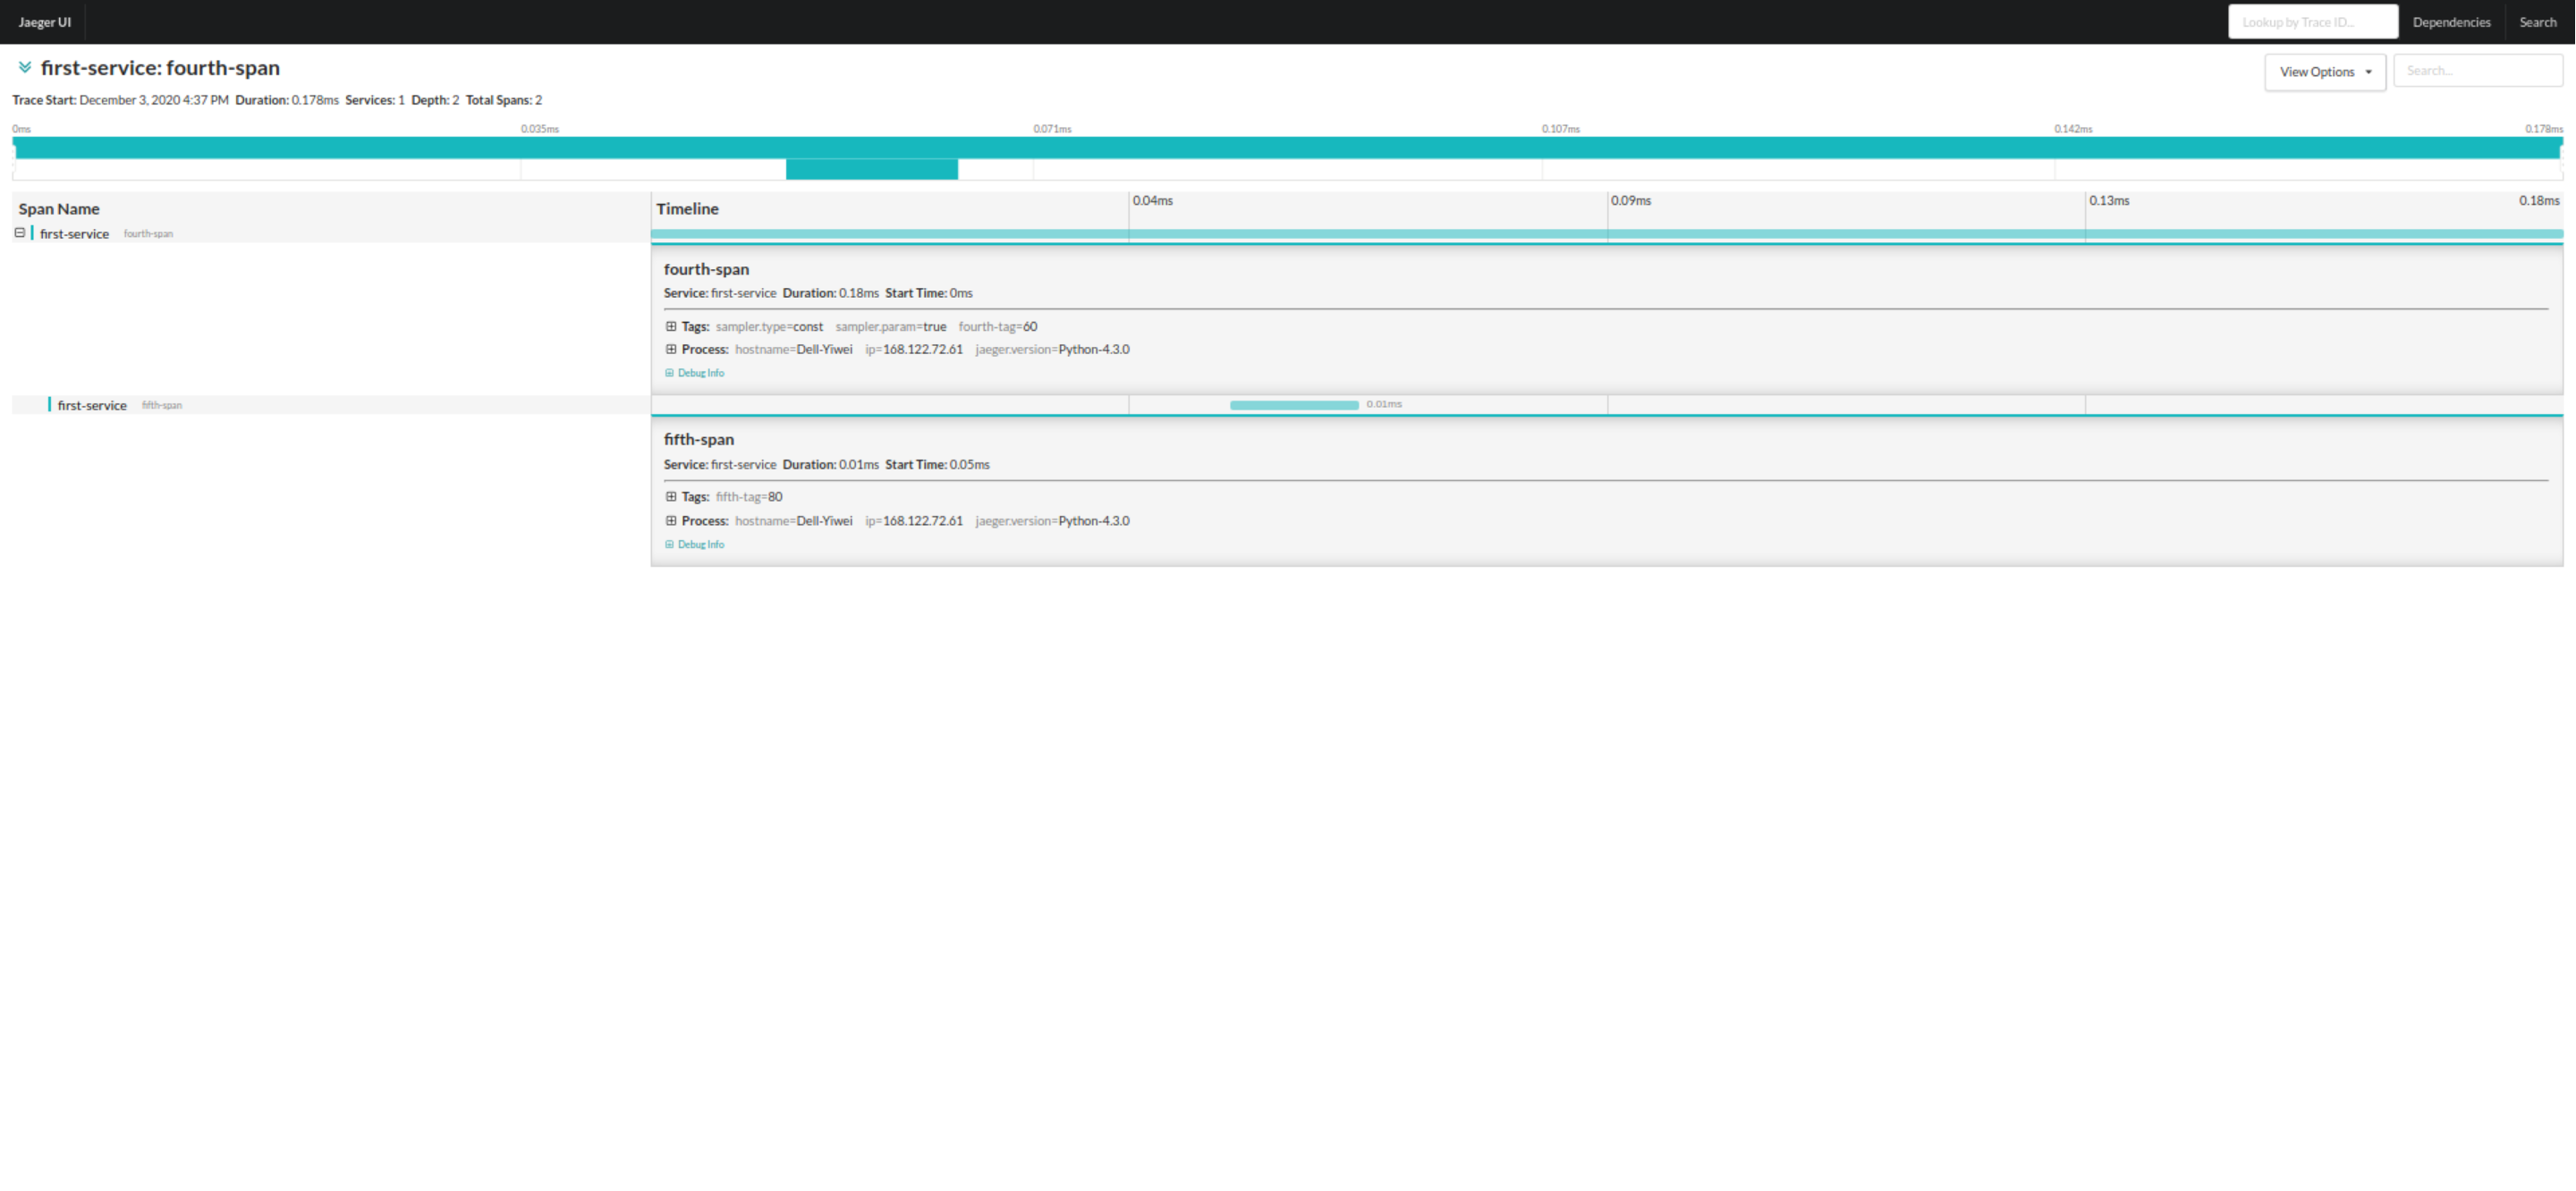 Jaeger UI Lookup by Trace ID... Dependencies Search
first-service: fourth-span View Options Search...
Trace Start: December 3, 2020 4:37 PM Duration: 0.178ms Services: 1 Depth: 2 Total Spans: 2
0ms 0.035ms 0.071ms 0.107ms 0.142ms 0.178ms
Span Name Timeline 0.04ms 0.09ms 0.13ms 0.18ms
first-service fourth-span
fourth-span
Service: first-service Duration: 0.18ms Start Time: 0ms
Tags: sampler.type=const sampler.param=true fourth-tag=60
Process: hostname=Dell-Yiwei ip=168.122.72.61 jaeger.version=Python-4.3.0
Debug Info
first-service fifth-span 0.01ms
fifth-span
Service: first-service Duration: 0.01ms Start Time: 0.05ms
Tags: fifth-tag=80
Process: hostname=Dell-Yiwei ip=168.122.72.61 jaeger.version=Python-4.3.0
Debug Info